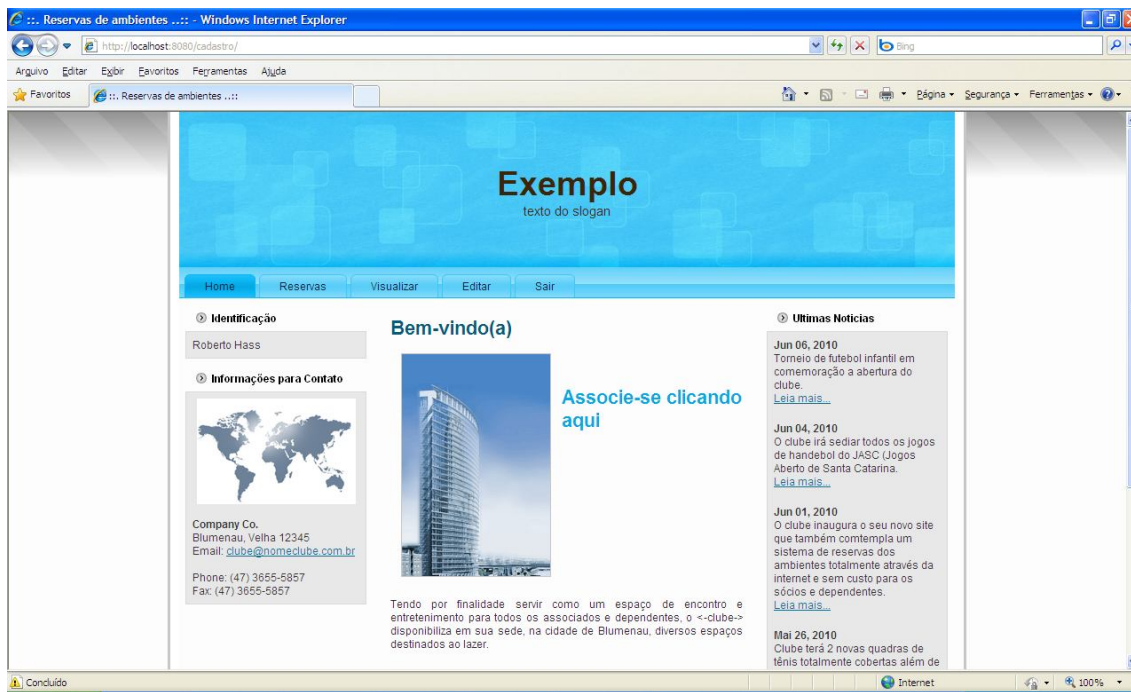 ::. Reservas de ambientes ..:: - Windows Internet Explorer
http://localhost:8080/cadastro/
Bing
Arquivo Editar Exibir Favoritos Ferramentas Ajuda
Favoritos ::. Reservas de ambientes ..:: Página Segurança Ferramentas
Exemplo
texto do slogan
Home Reservas Visualizar Editar Sair
Identificação
Roberto Hass
Informações para Contato
Company Co.
Blumenau, Velha 12345
Email: clube@nomeclube.com.br
Phone: (47) 3655-5857
Fax: (47) 3655-5857
Bem-vindo(a)
Associe-se clicando
aqui
Tendo por finalidade servir como um espaço de encontro e
entretenimento para todos os associados e dependentes, o <-clube->
disponibiliza em sua sede, na cidade de Blumenau, diversos espaços
destinados ao lazer.
Ultimas Noticias
Jun 06, 2010
Torneio de futebol infantil em
comemoração a abertura do
clube.
Leia mais...
Jun 04, 2010
O clube irá sediar todos os jogos
de handebol do JASC (Jogos
Aberto de Santa Catarina.
Leia mais...
Jun 01, 2010
O clube inaugura o seu novo site
que também comtempla um
sistema de reservas dos
ambientes totalmente através da
internet e sem custo para os
sócios e dependentes.
Leia mais...
Mai 26, 2010
Clube terá 2 novas quadras de
tênis totalmente cobertas além de
Concluído Internet 100%